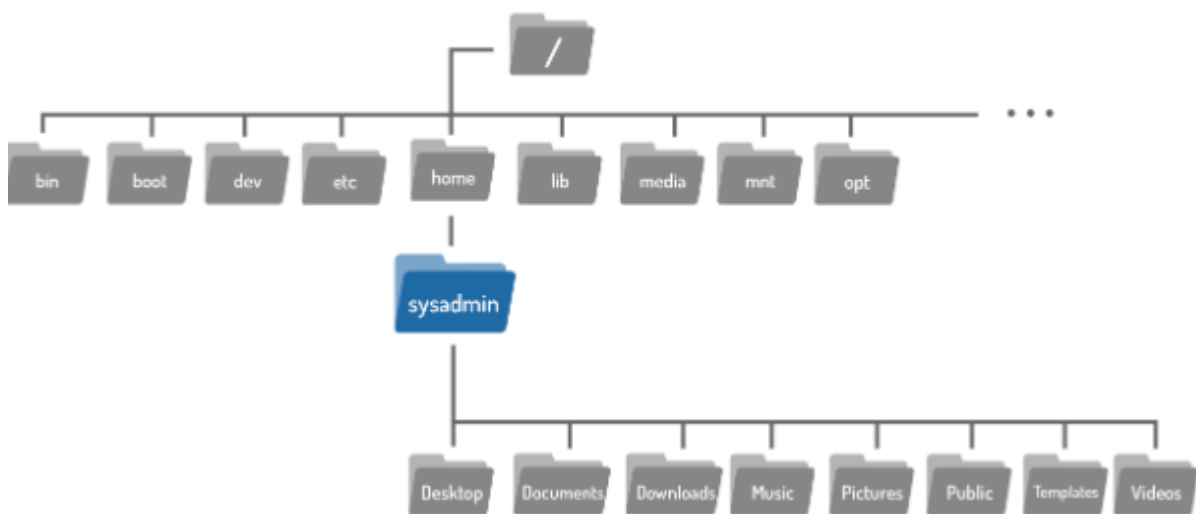 /
bin boot dev etc home lib media mnt opt
sysadmin
Desktop Documents Downloads Music Pictures Public Templates Videos